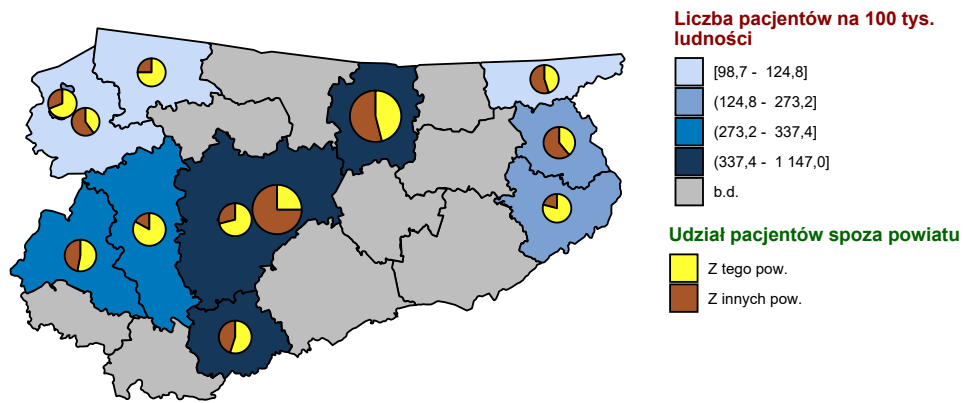 Liczba pacjentów na 100 tys.
ludności
[98,7 - 124,8]
(124,8 - 273,2]
(273,2 - 337,4]
(337,4 - 1 147,0]
b.d.
Udział pacjentów spoza powiatu
Z tego pow.
Z innych pow.